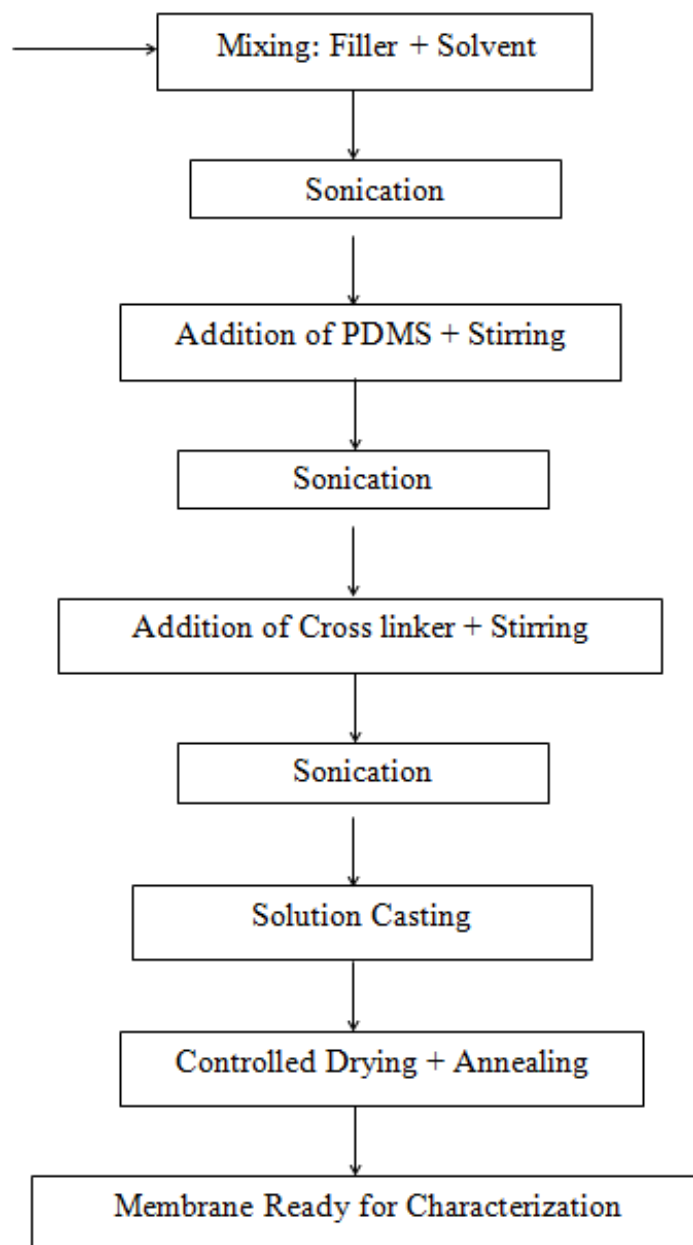 Mixing: Filler + Solvent
Sonication
Addition of PDMS + Stirring
Sonication
Addition of Cross linker + Stirring
Sonication
Solution Casting
Controlled Drying + Annealing
Membrane Ready for Characterization